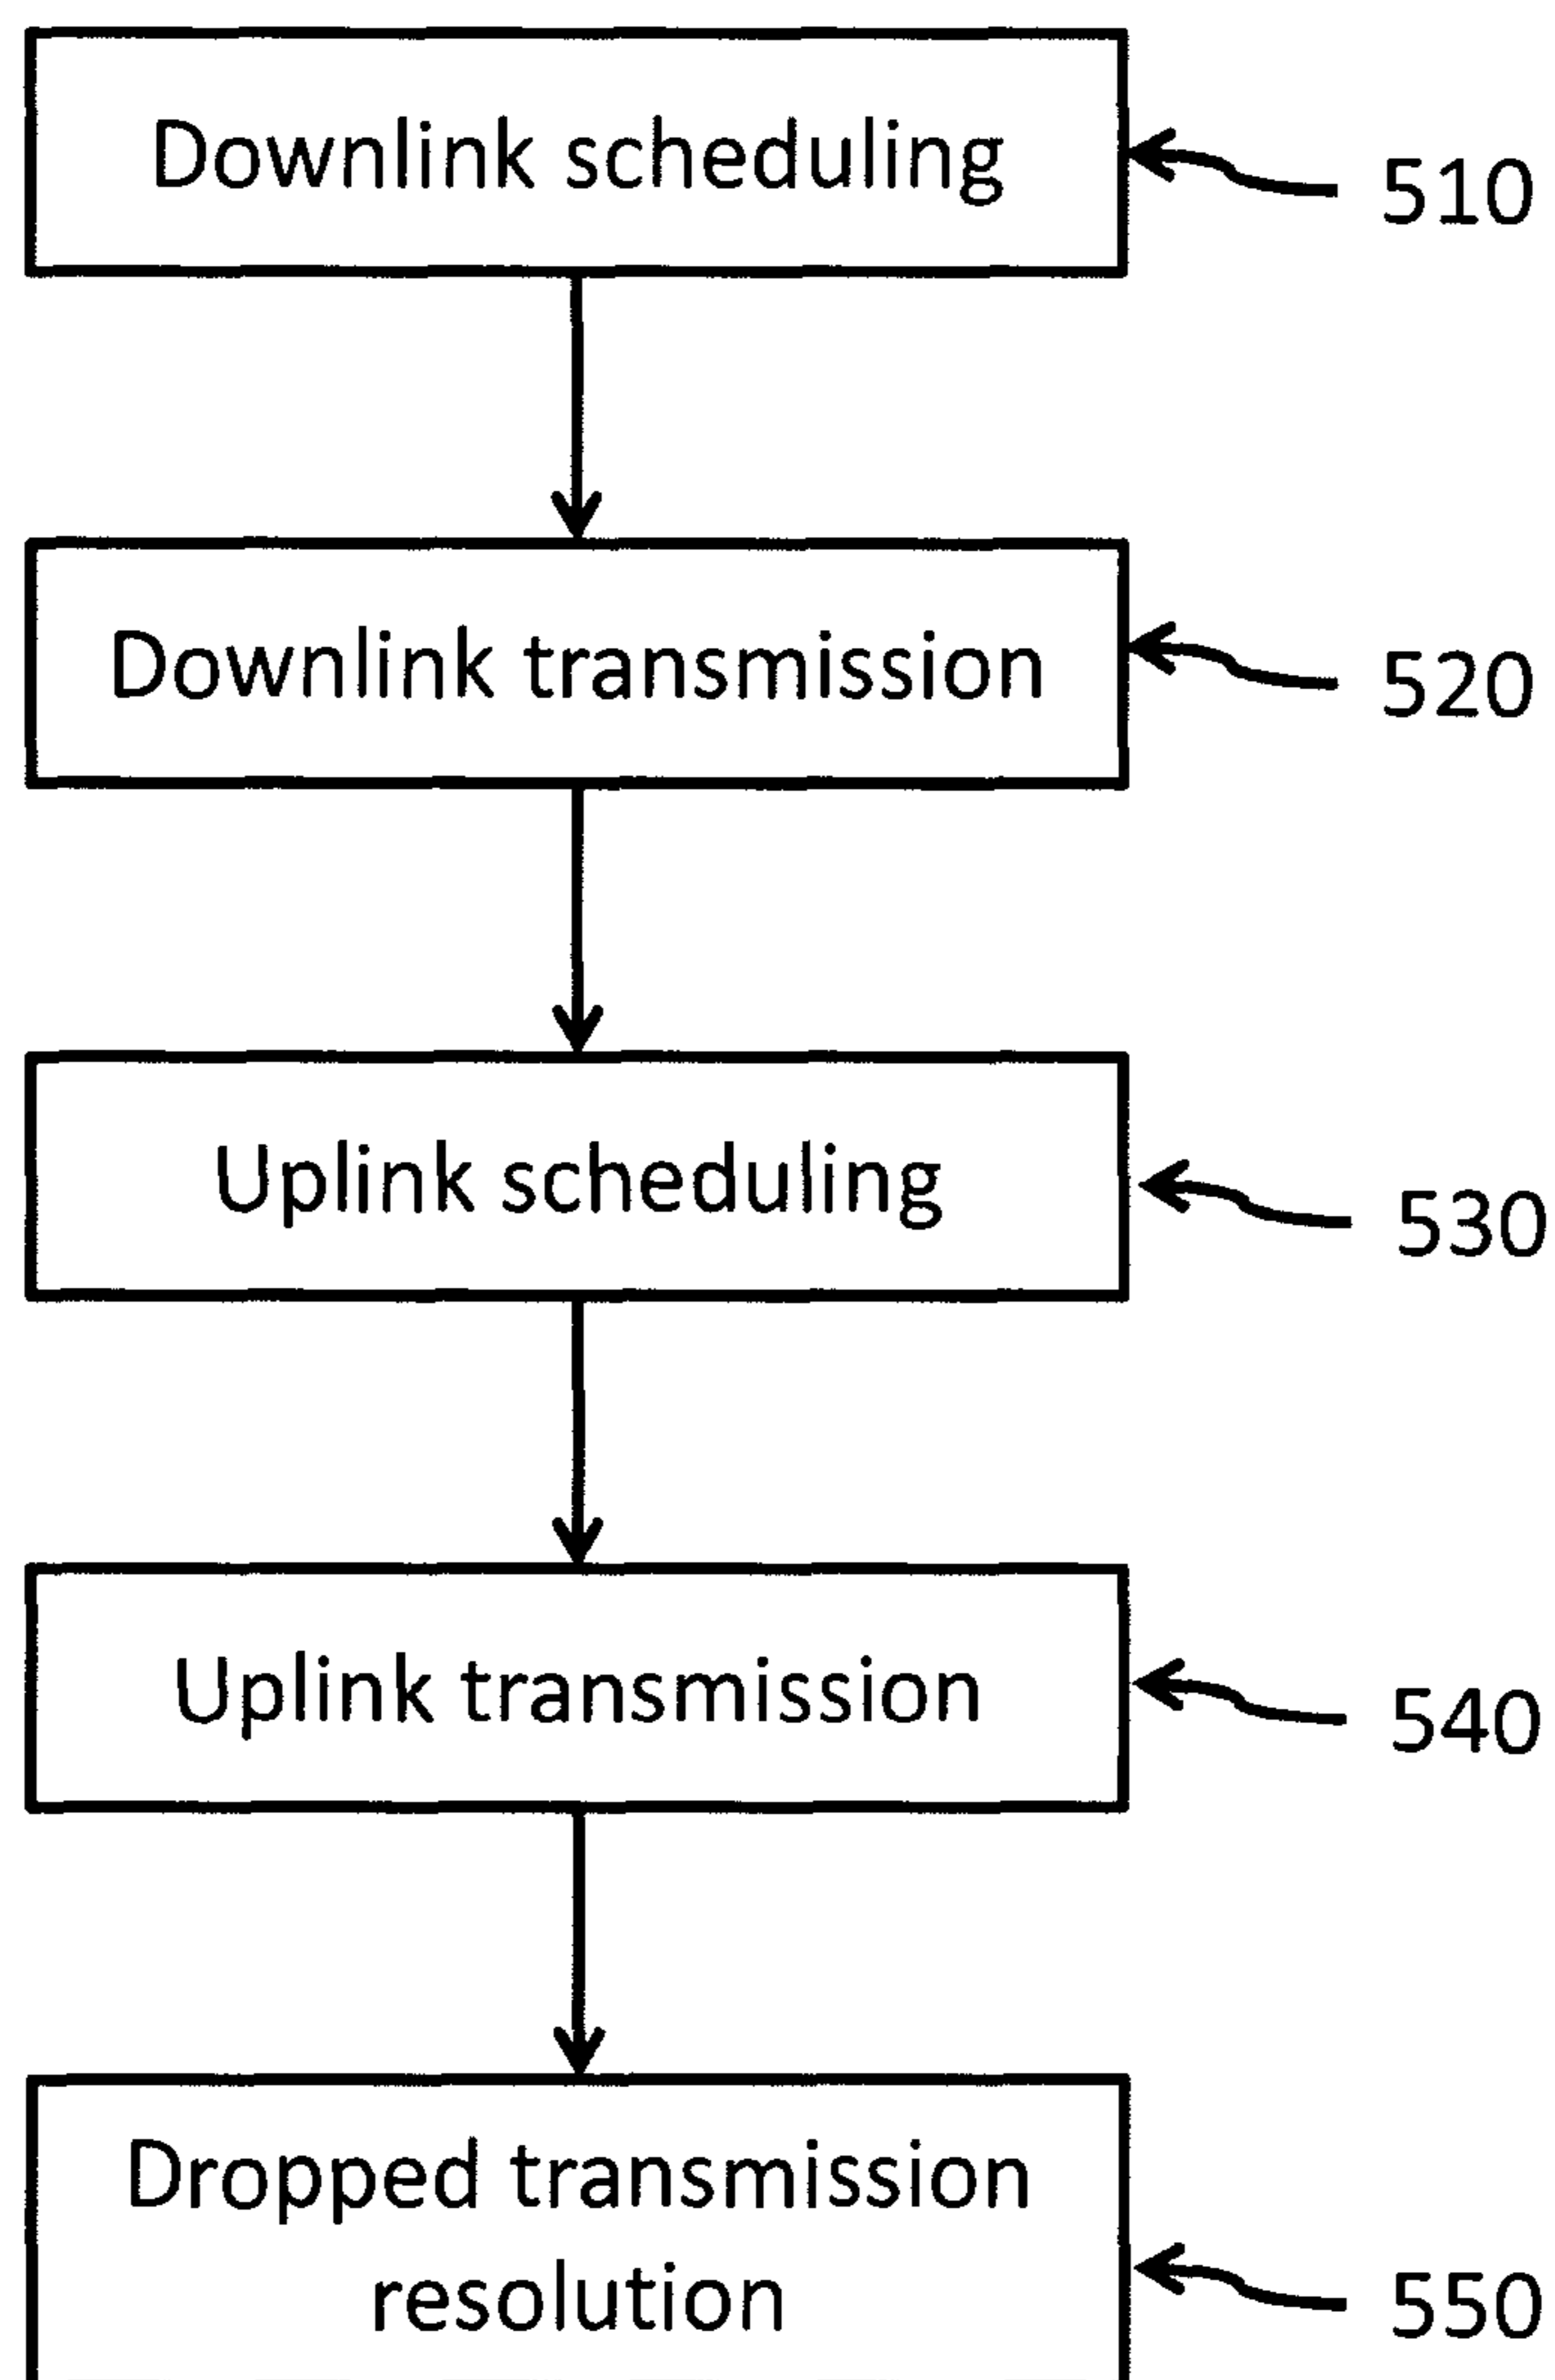 Downlink scheduling
510
Downlink transmission
520
Uplink scheduling
530
Uplink transmission
540
Dropped transmission
resolution
550